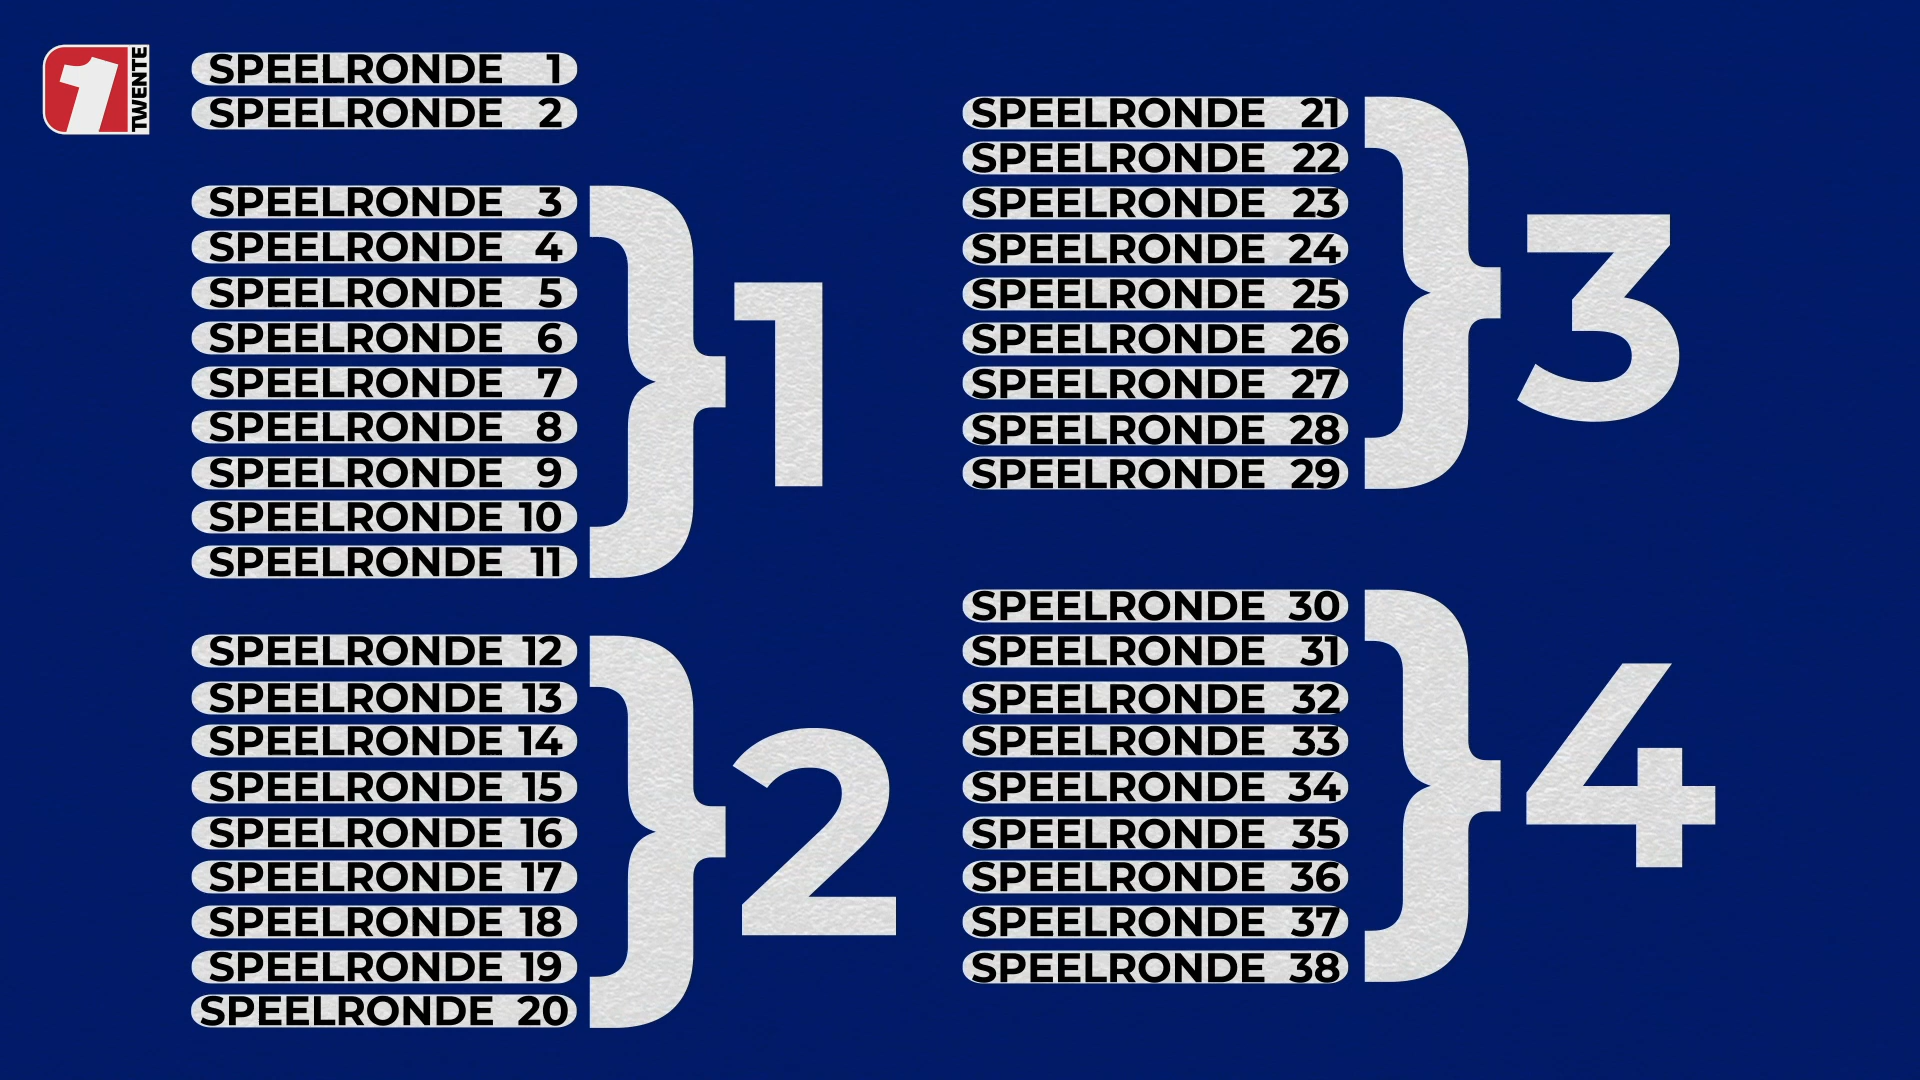 1 TWENTE
SPEELRONDE 1
SPEELRONDE 2
SPEELRONDE 3
SPEELRONDE 4
SPEELRONDE 5
SPEELRONDE 6
SPEELRONDE 7
SPEELRONDE 8
SPEELRONDE 9
SPEELRONDE 10
SPEELRONDE 11
} 1
SPEELRONDE 12
SPEELRONDE 13
SPEELRONDE 14
SPEELRONDE 15
SPEELRONDE 16
SPEELRONDE 17
SPEELRONDE 18
SPEELRONDE 19
SPEELRONDE 20
} 2
SPEELRONDE 21
SPEELRONDE 22
SPEELRONDE 23
SPEELRONDE 24
SPEELRONDE 25
SPEELRONDE 26
SPEELRONDE 27
SPEELRONDE 28
SPEELRONDE 29
} 3
SPEELRONDE 30
SPEELRONDE 31
SPEELRONDE 32
SPEELRONDE 33
SPEELRONDE 34
SPEELRONDE 35
SPEELRONDE 36
SPEELRONDE 37
SPEELRONDE 38
} 4